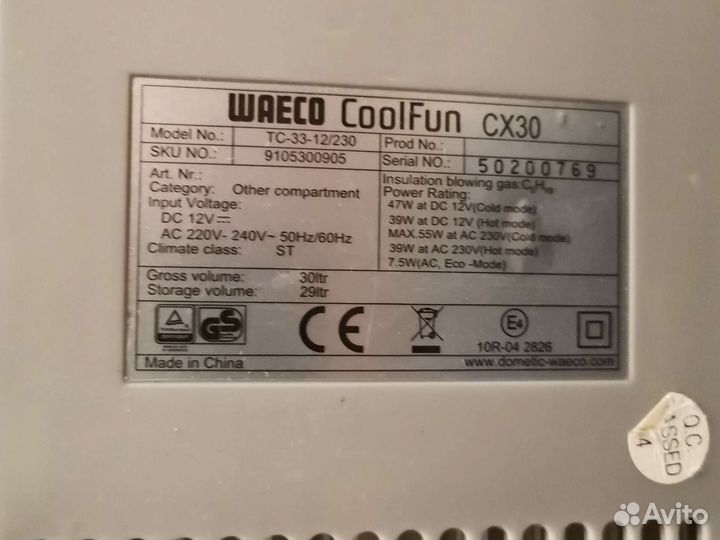 WAECO CoolFun CX30
Model No.: TC-33-12/230
SKU NO.: 9105300905
Prod No.:
Serial NO.: 50200769
Art. Nr.:
Category: Other compartment
Input Voltage:
DC 12V
AC 220V- 240V~ 50Hz/60Hz
Climate class: ST
Insulation blowing gas:C₅H₁₀
Power Rating:
47W at DC 12V(Cold mode)
39W at DC 12V (Hot mode)
MAX.55W at AC 230V(Cold mode)
39W at AC 230V(Hot mode)
7.5W(AC, Eco -Mode)
Gross volume: 30ltr
Storage volume: 29ltr
GS
CE
E4
10R-04 2826
Made in China
www.dometic-waeco.com
Q.C.
PASSED
4
Avito